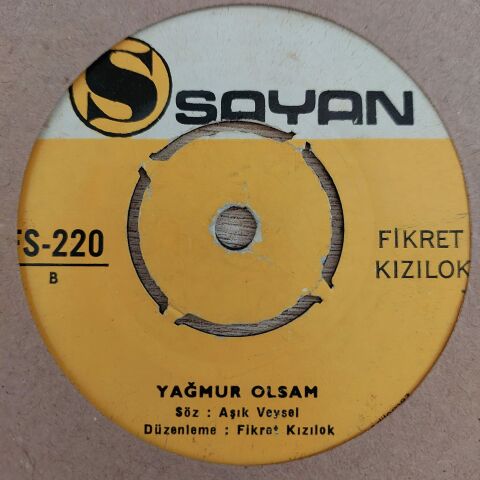 S SAYAN
FS-220
B
FİKRET
KIZILOK
YAĞMUR OLSAM
Söz : Aşık Veysel
Düzenleme : Fikret Kızılok